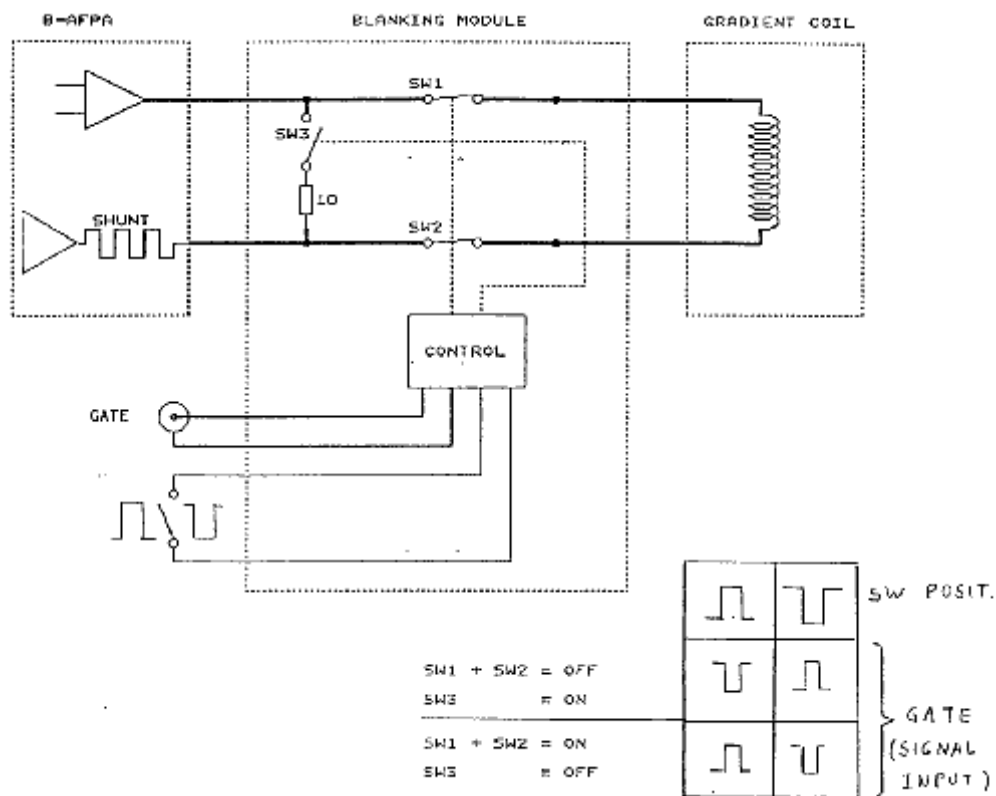 B-AFPA
BLANKING MODULE
GRADIENT COIL
SW1
SW3
10
SHUNT
SW2
CONTROL
GATE
SW POSIT.
SW1 + SW2 = OFF
SW3 = ON
SW1 + SW2 = ON
SW3 = OFF
GATE
(SIGNAL
INPUT)